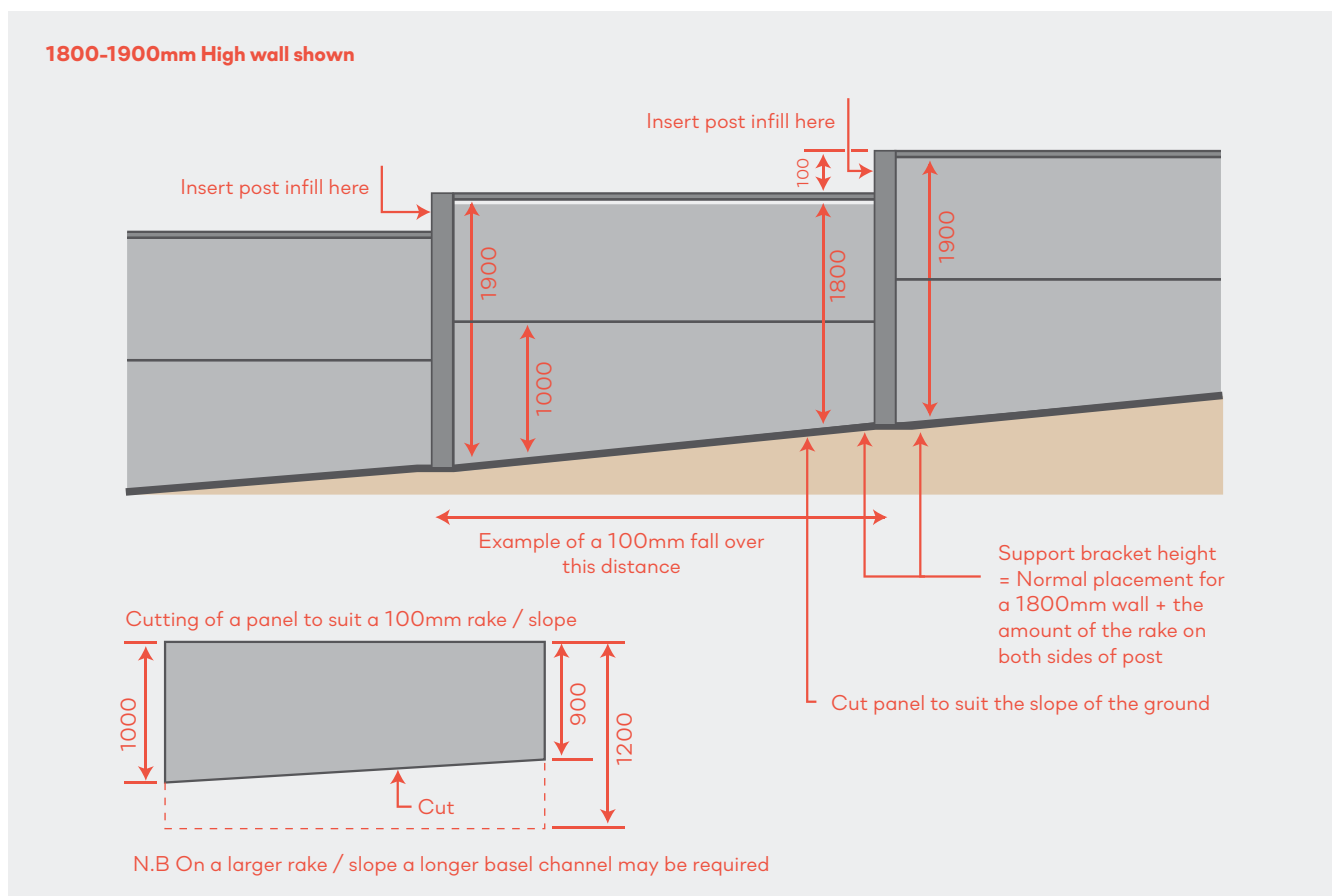 1800-1900mm High wall shown
Insert post infill here
Insert post infill here
100
1900
1800
1900
1000
Example of a 100mm fall over
this distance
Support bracket height
= Normal placement for
a 1800mm wall + the
amount of the rake on
both sides of post
Cutting of a panel to suit a 100mm rake / slope
1000
900
1200
Cut panel to suit the slope of the ground
Cut
N.B On a larger rake / slope a longer basel channel may be required